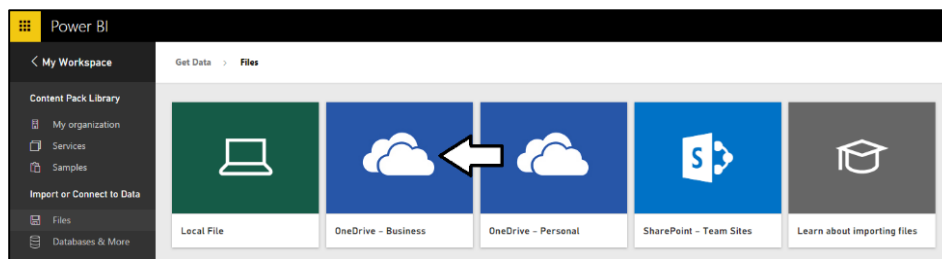 Power BI
< My Workspace
Get Data > Files
Content Pack Library
My organization
Services
Samples
Import or Connect to Data
Files
Databases & More
Local File
OneDrive – Business
OneDrive – Personal
S
SharePoint – Team Sites
Learn about importing files